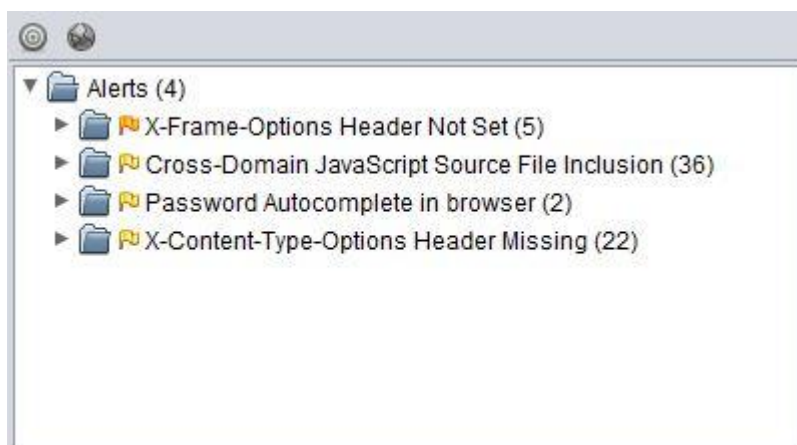 Alerts (4)
X-Frame-Options Header Not Set (5)
Cross-Domain JavaScript Source File Inclusion (36)
Password Autocomplete in browser (2)
X-Content-Type-Options Header Missing (22)